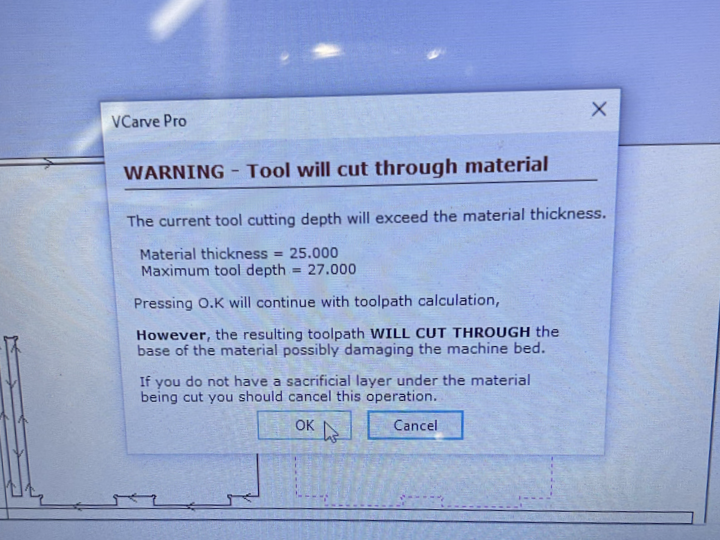 VCarve Pro
WARNING - Tool will cut through material
The current tool cutting depth will exceed the material thickness.
Material thickness = 25.000
Maximum tool depth = 27.000
Pressing O.K will continue with toolpath calculation,
However, the resulting toolpath WILL CUT THROUGH the
base of the material possibly damaging the machine bed.
If you do not have a sacrificial layer under the material
being cut you should cancel this operation.
OK
Cancel